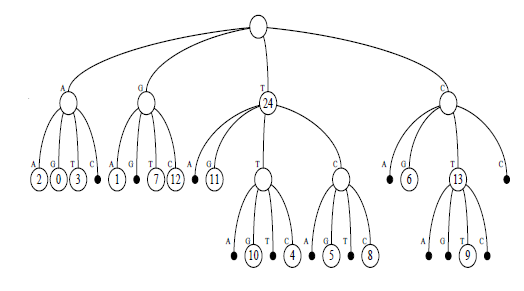 A G T C
24
A G T C A G T C A G T C A G T C
2 0 3 1 7 12 11 6 13
A G T C A G T C A G T C
10 4 5 8 9